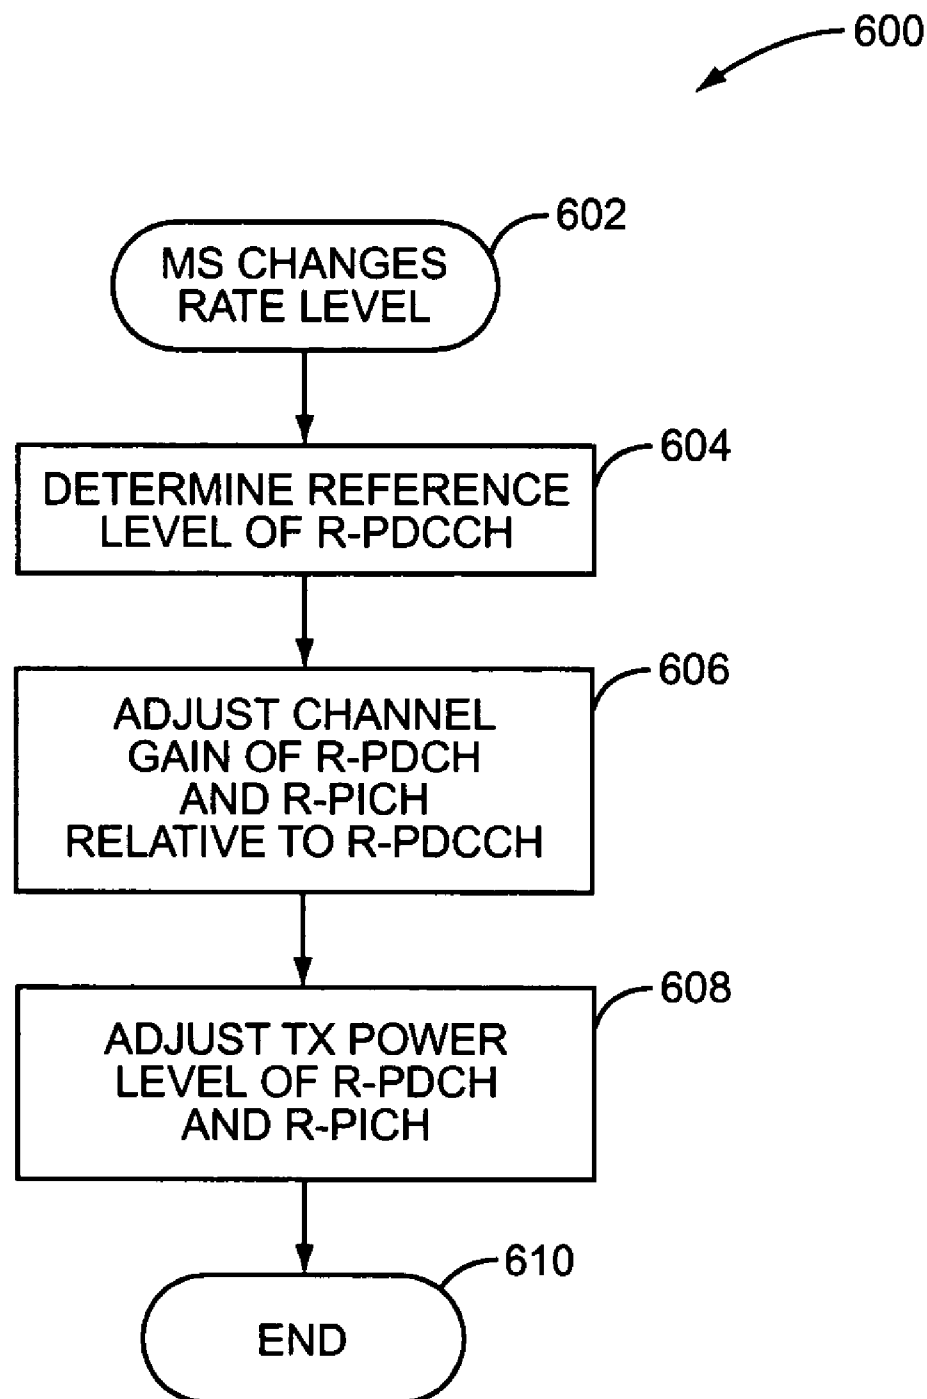 600
602
MS CHANGES
RATE LEVEL
604
DETERMINE REFERENCE
LEVEL OF R-PDCCH
606
ADJUST CHANNEL
GAIN OF R-PDCH
AND R-PICH
RELATIVE TO R-PDCCH
608
ADJUST TX POWER
LEVEL OF R-PDCH
AND R-PICH
610
END